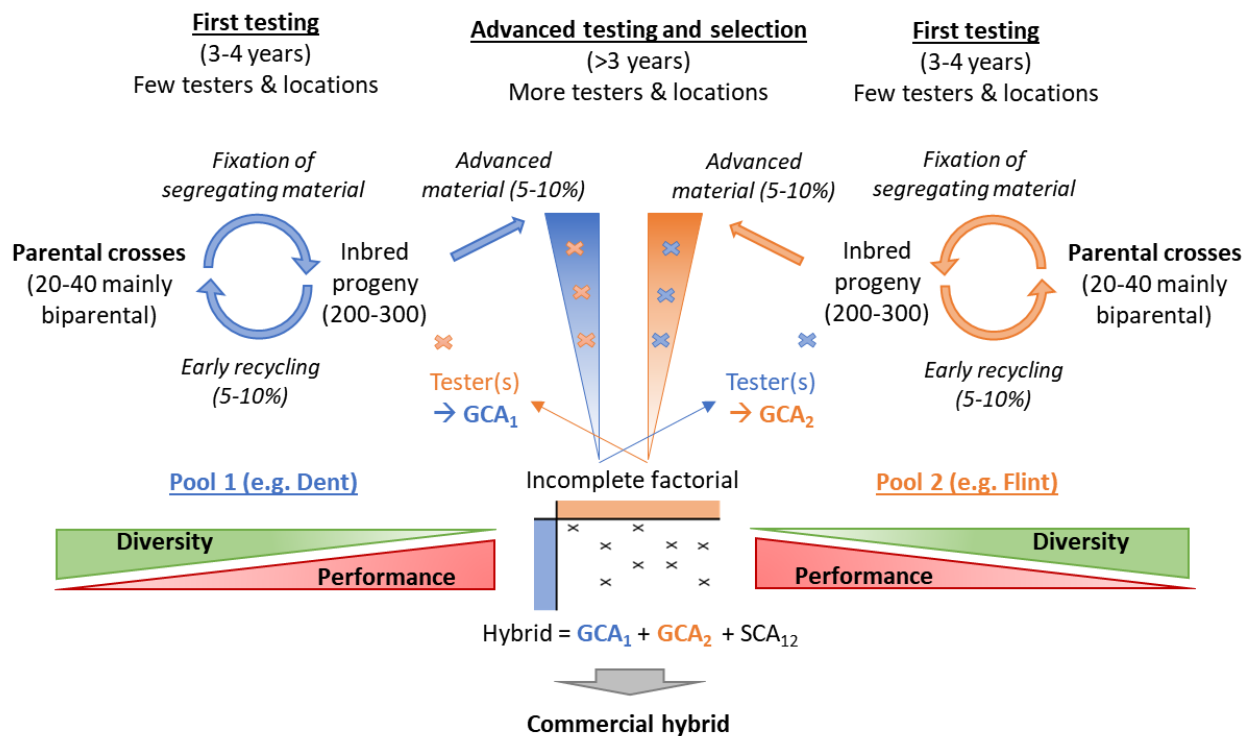 First testing
(3-4 years)
Few testers & locations
Advanced testing and selection
(>3 years)
More testers & locations
First testing
(3-4 years)
Few testers & locations
Fixation of
segregating material
Parental crosses
(20-40 mainly
biparental)
Inbred
progeny
(200-300)
Early recycling
(5-10%)
Advanced
material (5-10%)
Advanced
material (5-10%)
Fixation of
segregating material
Inbred
progeny
(200-300)
Parental crosses
(20-40 mainly
biparental)
Early recycling
(5-10%)
Tester(s)
→ GCA₁
Tester(s)
→ GCA₂
Pool 1 (e.g. Dent)
Incomplete factorial
Pool 2 (e.g. Flint)
Diversity
Performance
Diversity
Performance
Hybrid = GCA₁ + GCA₂ + SCA₁₂
Commercial hybrid